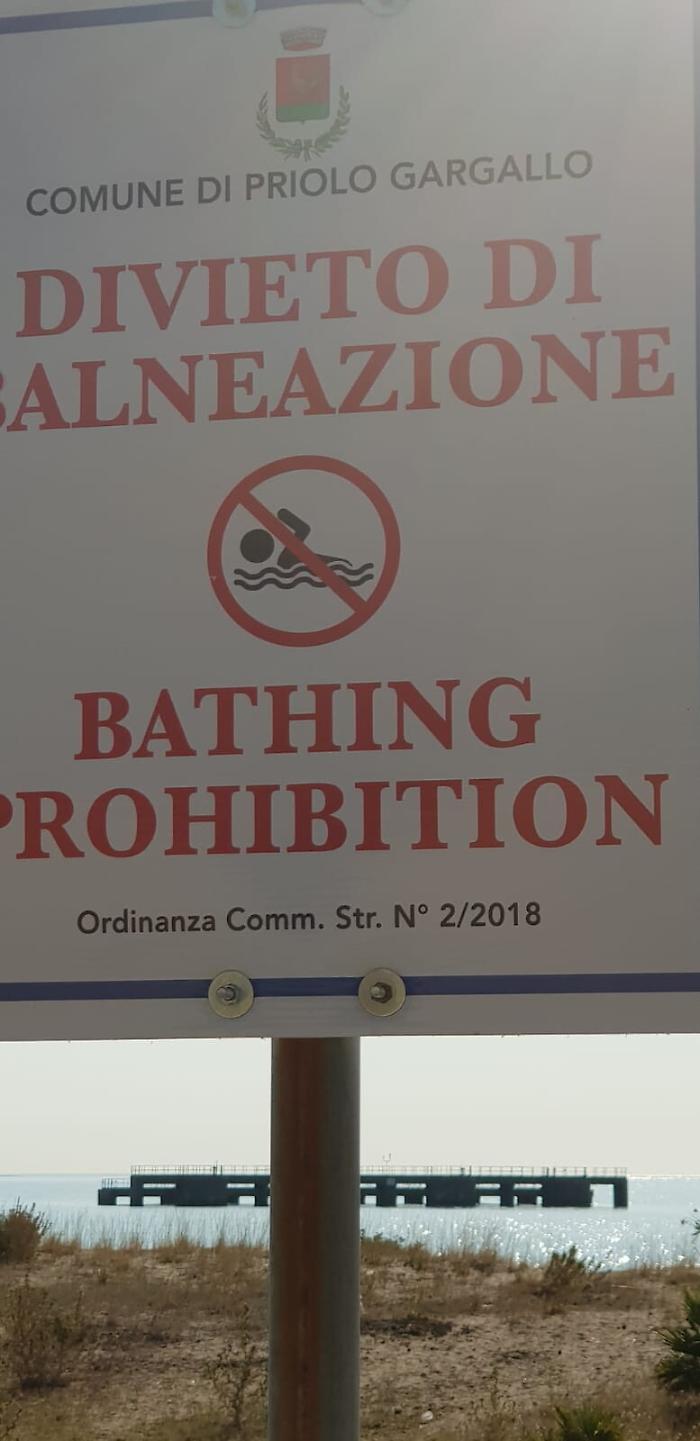 COMUNE DI PRIOLO GARGALLO
DIVIETO DI
BALNEAZIONE
BATHING
PROHIBITION
Ordinanza Comm. Str. N° 2/2018